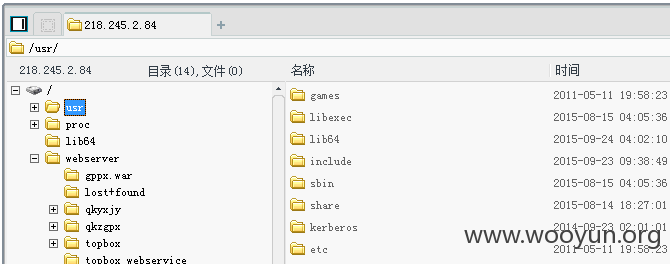 218.245.2.84
/usr/
218.245.2.84 目录(14),文件(0) 名称 时间
/
usr games 2011-05-11 19:58:23
proc libexec 2015-08-15 04:05:36
lib64 lib64 2015-09-24 04:02:10
webserver include 2015-09-23 09:38:49
gppx.war sbin 2015-08-15 04:05:36
lost+found share 2015-08-14 18:27:01
qkyxjy kerberos 2014-09-23 02:01:01
qkzgpx etc 2011-05-11 19:58:23
topbox
topbox_webservice
www.wooyun.org